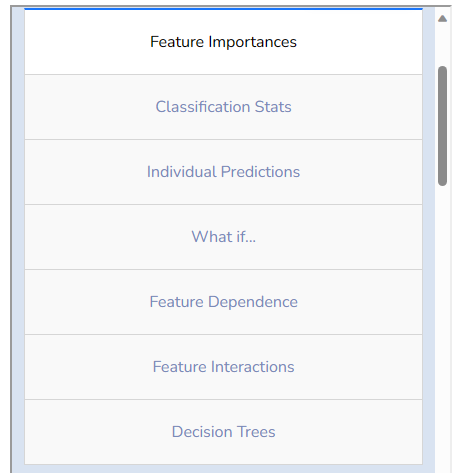 Feature Importances
Classification Stats
Individual Predictions
What if...
Feature Dependence
Feature Interactions
Decision Trees